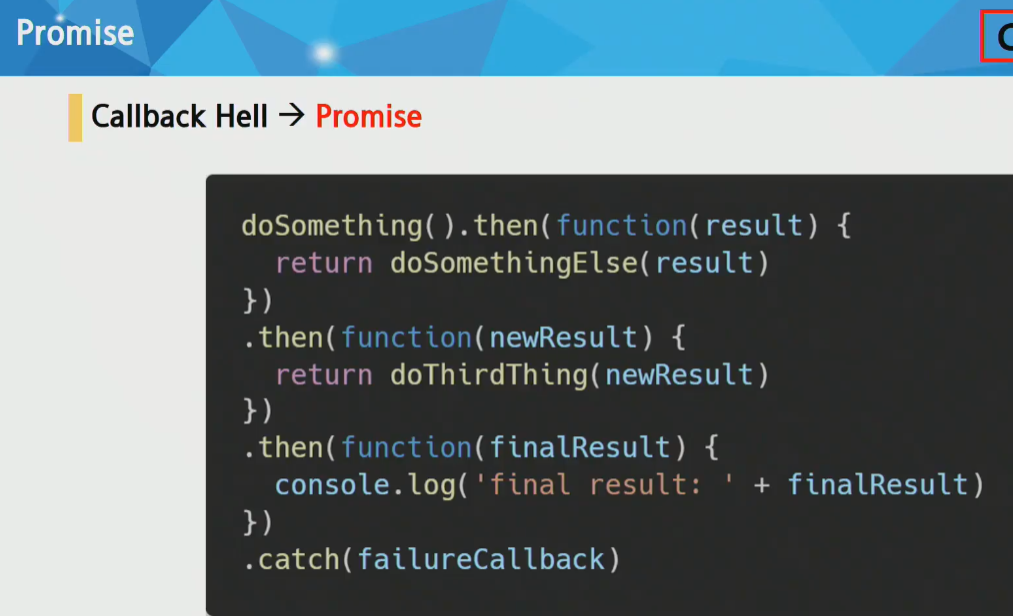 Promise
Callback Hell → Promise
doSomething().then(function(result) {
  return doSomethingElse(result)
})
.then(function(newResult) {
  return doThirdThing(newResult)
})
.then(function(finalResult) {
  console.log('final result: ' + finalResult)
})
.catch(failureCallback)